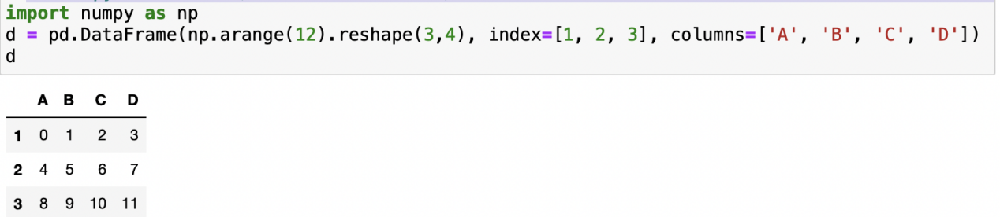 import numpy as np
d = pd.DataFrame(np.arange(12).reshape(3,4), index=[1, 2, 3], columns=['A', 'B', 'C', 'D'])
d
A B C D
1 0 1 2 3
2 4 5 6 7
3 8 9 10 11